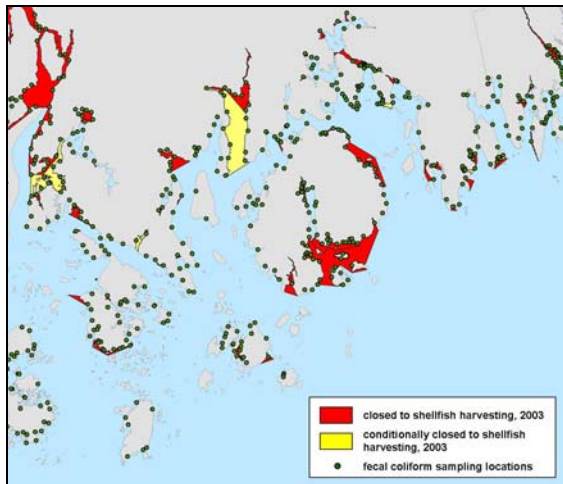 closed to shellfish harvesting, 2003
conditionally closed to shellfish
harvesting, 2003
fecal coliform sampling locations